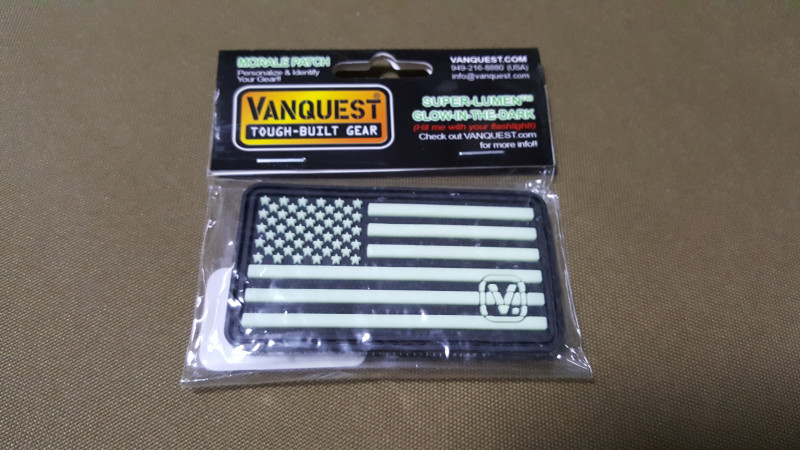 MORALE PATCH
Personalize & Identify
Your Gear!!
VANQUEST®
TOUGH-BUILT GEAR
VANQUEST.COM
949-216-8880 (USA)
info@vanquest.com
SUPER-LUMEN™
GLOW-IN-THE-DARK
(Hit me with your flashlight!)
Check out VANQUEST.com
for more info!!
V.